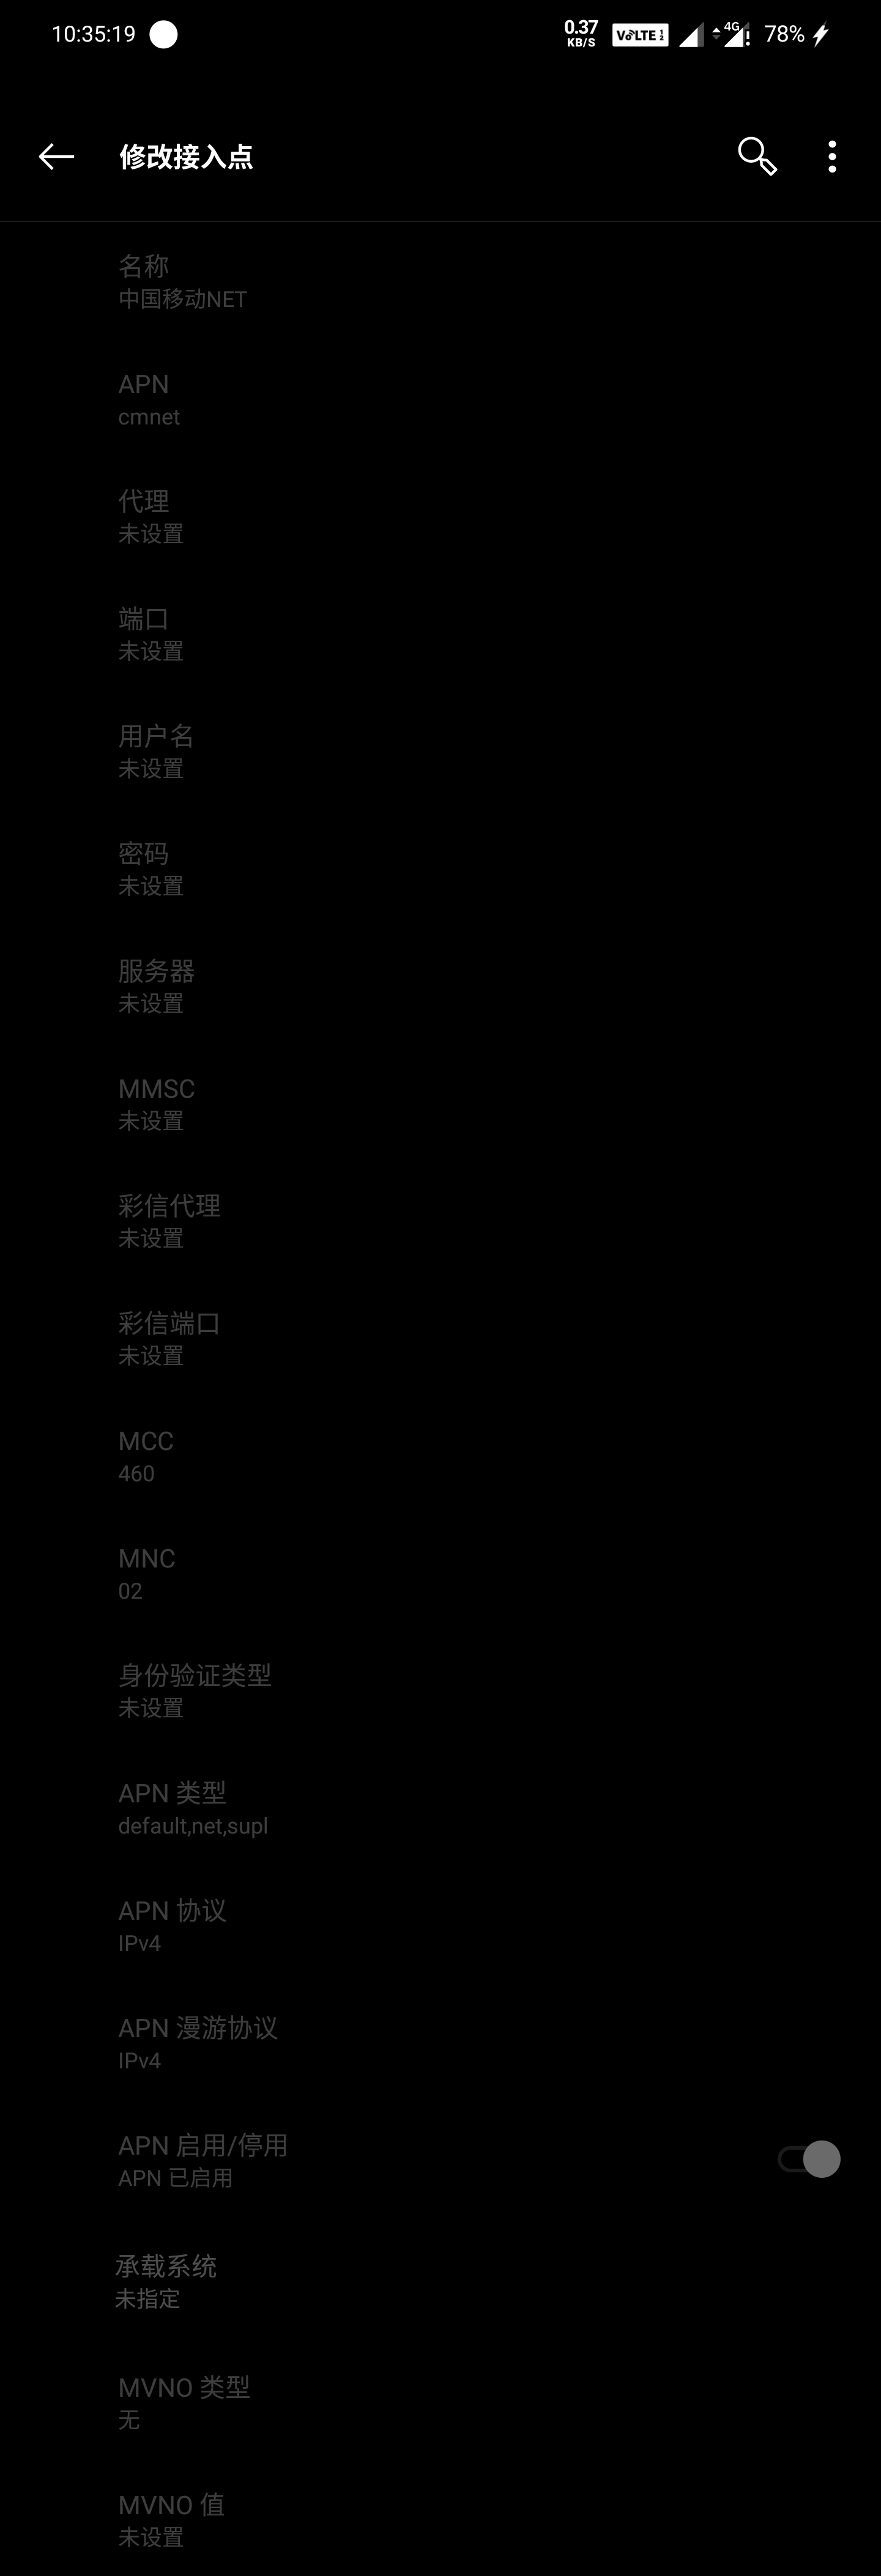 10:35:19
0.37
KB/S
VoLTE 1 2
4G
78%
修改接入点
名称
中国移动NET
APN
cmnet
代理
未设置
端口
未设置
用户名
未设置
密码
未设置
服务器
未设置
MMSC
未设置
彩信代理
未设置
彩信端口
未设置
MCC
460
MNC
02
身份验证类型
未设置
APN 类型
default,net,supl
APN 协议
IPv4
APN 漫游协议
IPv4
APN 启用/停用
APN 已启用
承载系统
未指定
MVNO 类型
无
MVNO 值
未设置